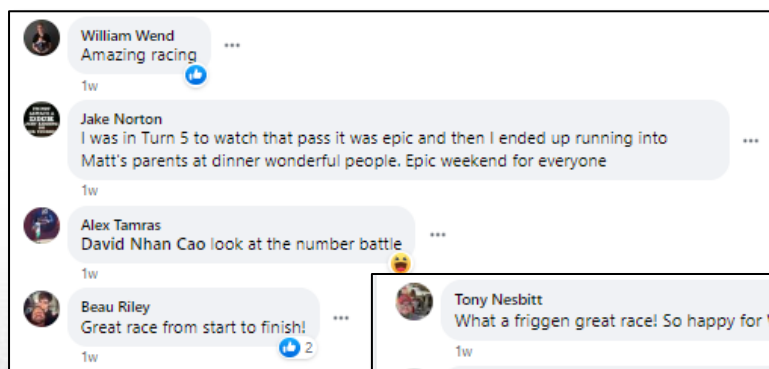 William Wend
Amazing racing
1w
Jake Norton
I was in Turn 5 to watch that pass it was epic and then I ended up running into
Matt's parents at dinner wonderful people. Epic weekend for everyone
1w
Alex Tamras
David Nhan Cao look at the number battle
1w
Beau Riley
Great race from start to finish!
2
1w
Tony Nesbitt
What a friggen great race! So happy for
1w